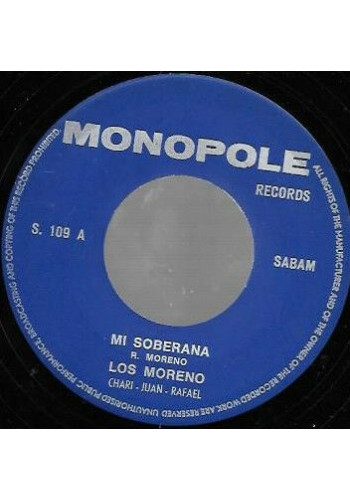 MONOPOLE
RECORDS
S. 109 A
SABAM
MI SOBERANA
R. MORENO
LOS MORENO
CHARI - JUAN - RAFAEL
ALL RIGHTS OF THE MANUFACTURER AND OF THE OWNER OF THE RECORDED WORK ARE RESERVED UNAUTHORISED PUBLIC PERFORMANCE, BROADCASTING AND COPYING OF THIS RECORD PROHIBITED.